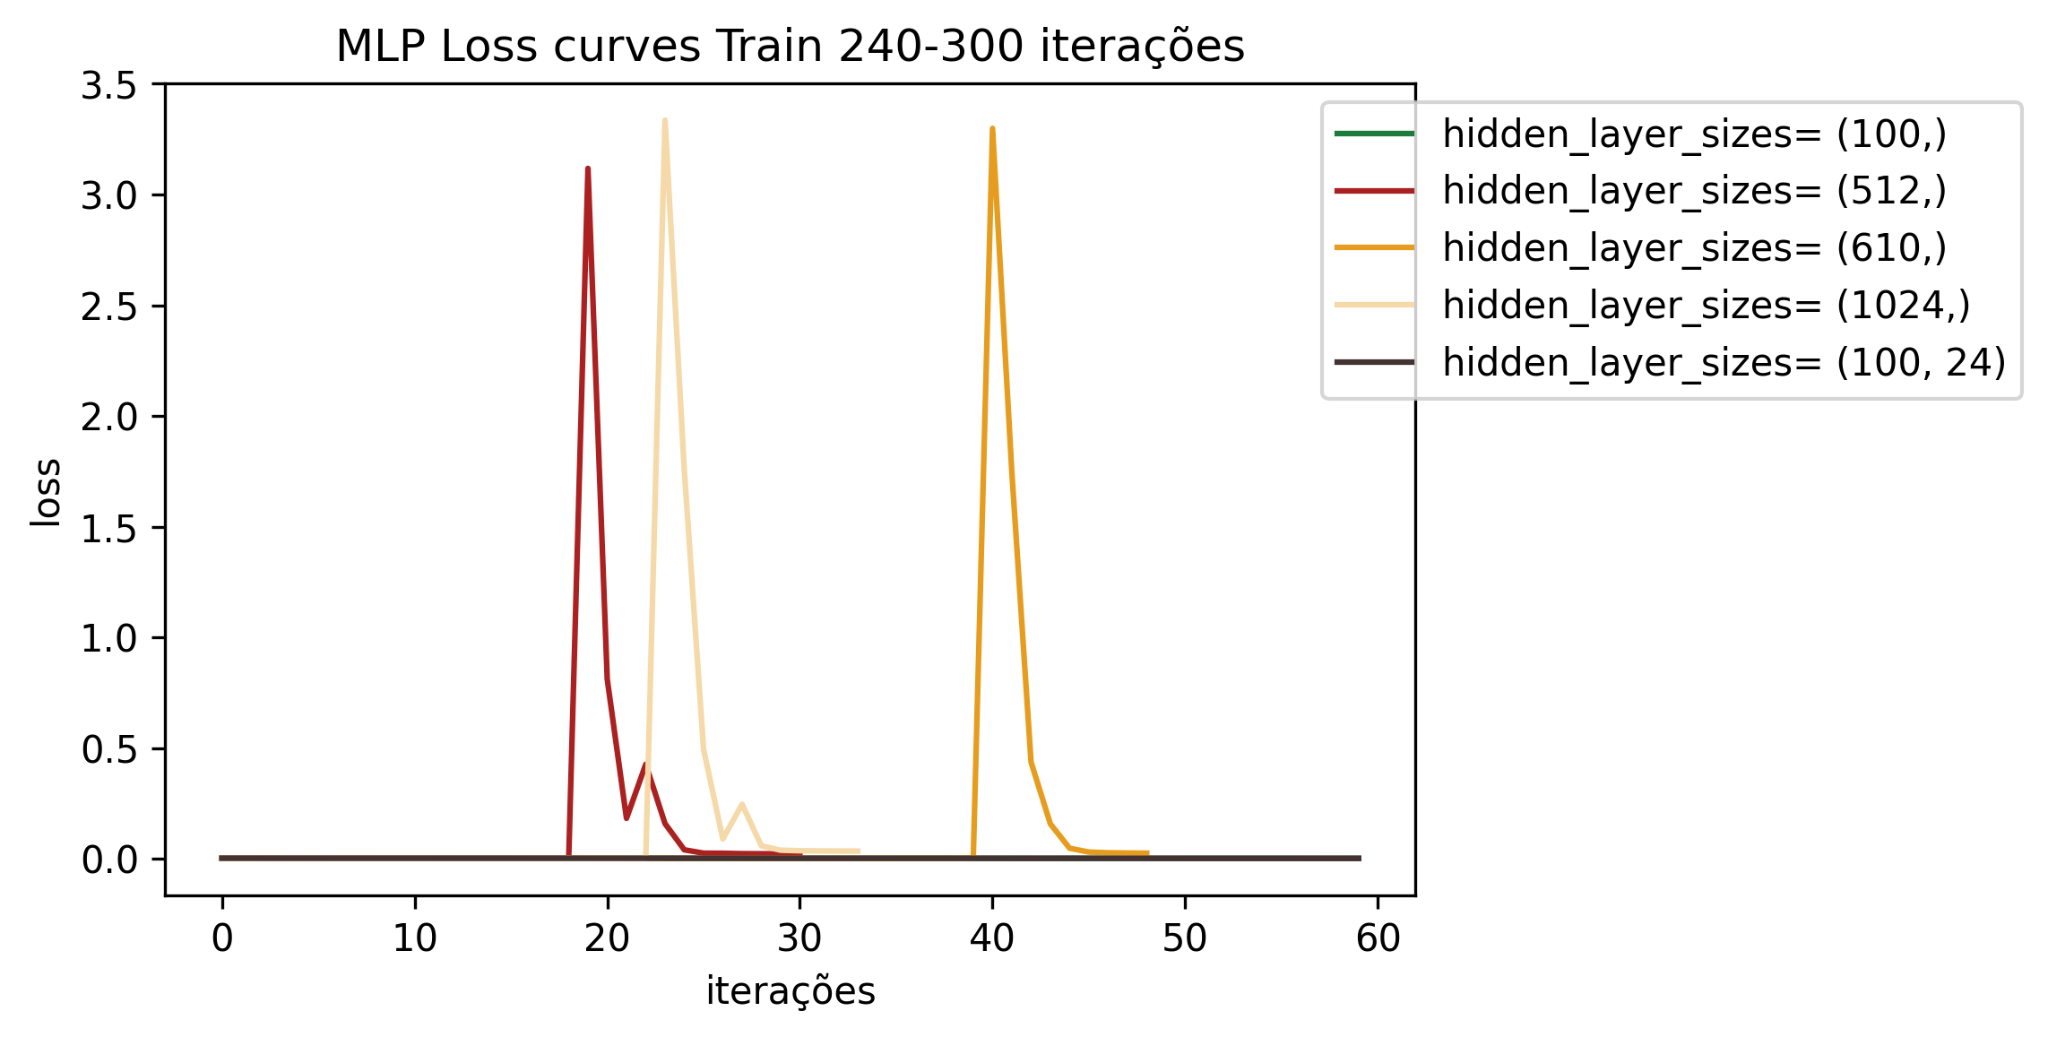 MLP Loss curves Train 240-300 iterações
3.5
3.0
2.5
2.0
1.5
1.0
0.5
0.0
loss
0 10 20 30 40 50 60
iterações
hidden_layer_sizes= (100,)
hidden_layer_sizes= (512,)
hidden_layer_sizes= (610,)
hidden_layer_sizes= (1024,)
hidden_layer_sizes= (100, 24)